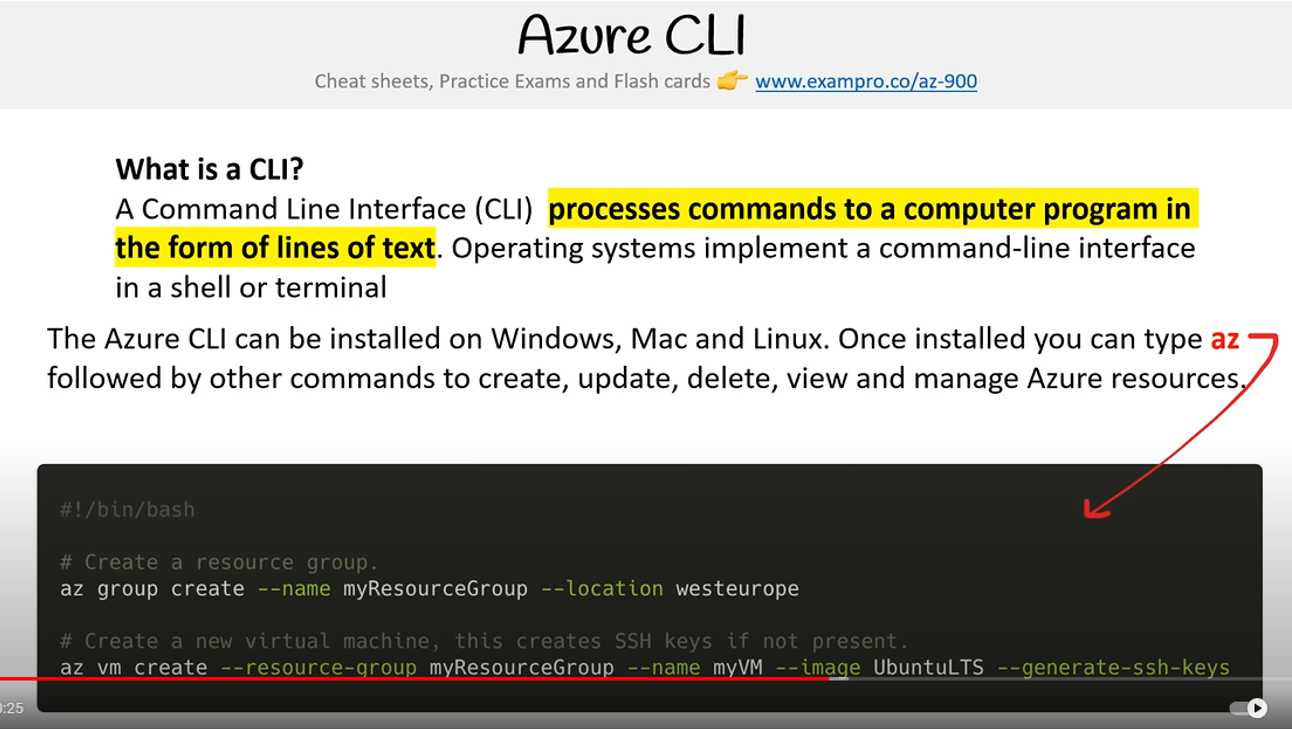 Azure CLI
Cheat sheets, Practice Exams and Flash cards 👉 www.exampro.co/az-900
What is a CLI?
A Command Line Interface (CLI) processes commands to a computer program in
the form of lines of text. Operating systems implement a command-line interface
in a shell or terminal
The Azure CLI can be installed on Windows, Mac and Linux. Once installed you can type az
followed by other commands to create, update, delete, view and manage Azure resources.
#!/bin/bash
# Create a resource group.
az group create --name myResourceGroup --location westeurope
# Create a new virtual machine, this creates SSH keys if not present.
az vm create --resource-group myResourceGroup --name myVM --image UbuntuLTS --generate-ssh-keys
:25